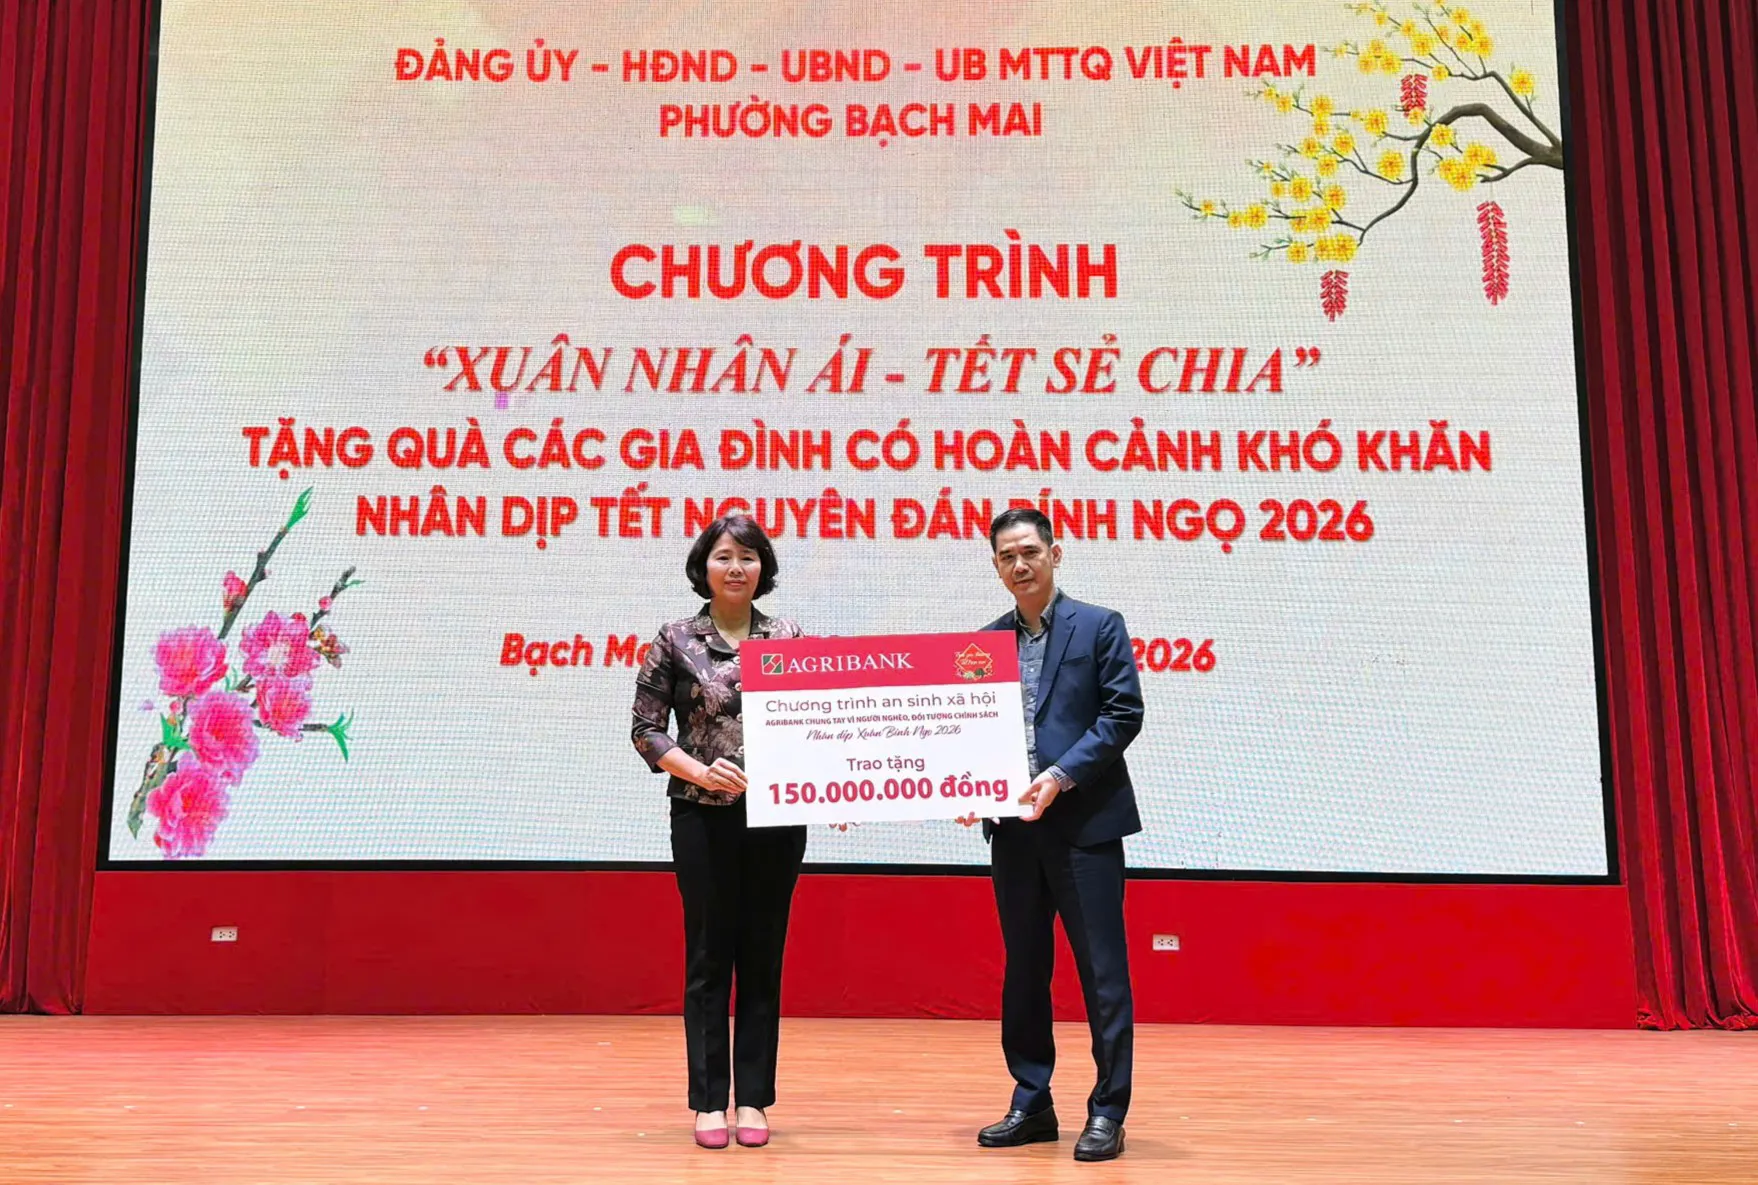 ĐẢNG ỦY - HĐND - UBND - UB MTTQ VIỆT NAM
PHƯỜNG BẠCH MAI
CHƯƠNG TRÌNH
“XUÂN NHÂN ÁI - TẾT SẺ CHIA”
TẶNG QUÀ CÁC GIA ĐÌNH CÓ HOÀN CẢNH KHÓ KHĂN
NHÂN DỊP TẾT NGUYÊN ĐÁN BÍNH NGỌ 2026
Bạch 2026
AGRIBANK
Chương trình an sinh xã hội
AGRIBANK CHUNG TAY VÌ NGƯỜI NGHÈO, ĐỐI TƯỢNG CHÍNH SÁCH
Nhân dịp Xuân Bính Ngọ 2026
Trao tặng
150.000.000 đồng